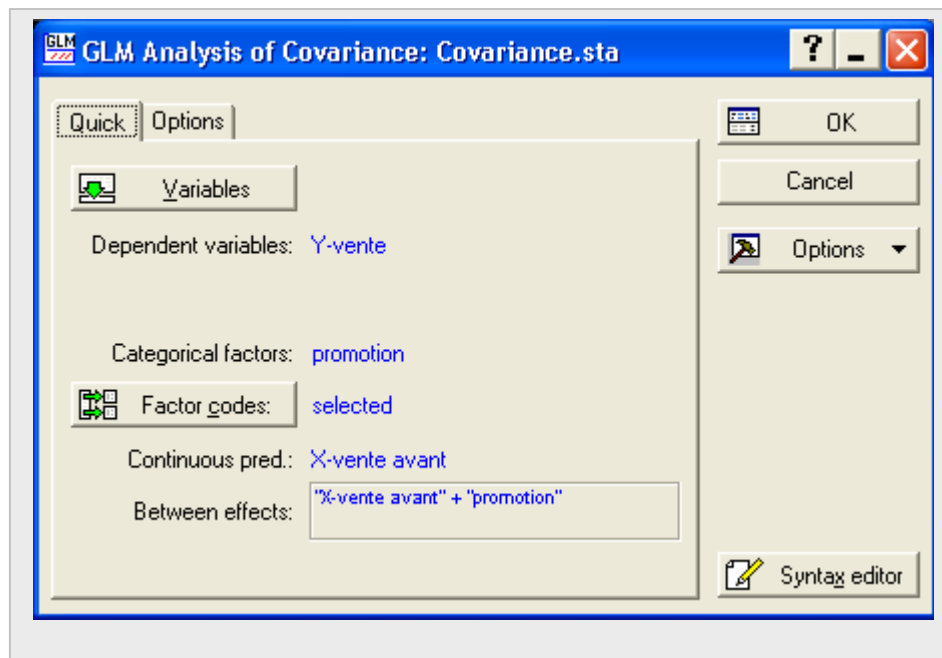 GLM GLM Analysis of Covariance: Covariance.sta
Quick Options
OK
Variables
Cancel
Dependent variables: Y-vente
Options
Categorical factors: promotion
Factor codes: selected
Continuous pred.: X-vente avant
Between effects: "X-vente avant" + "promotion"
Syntax editor